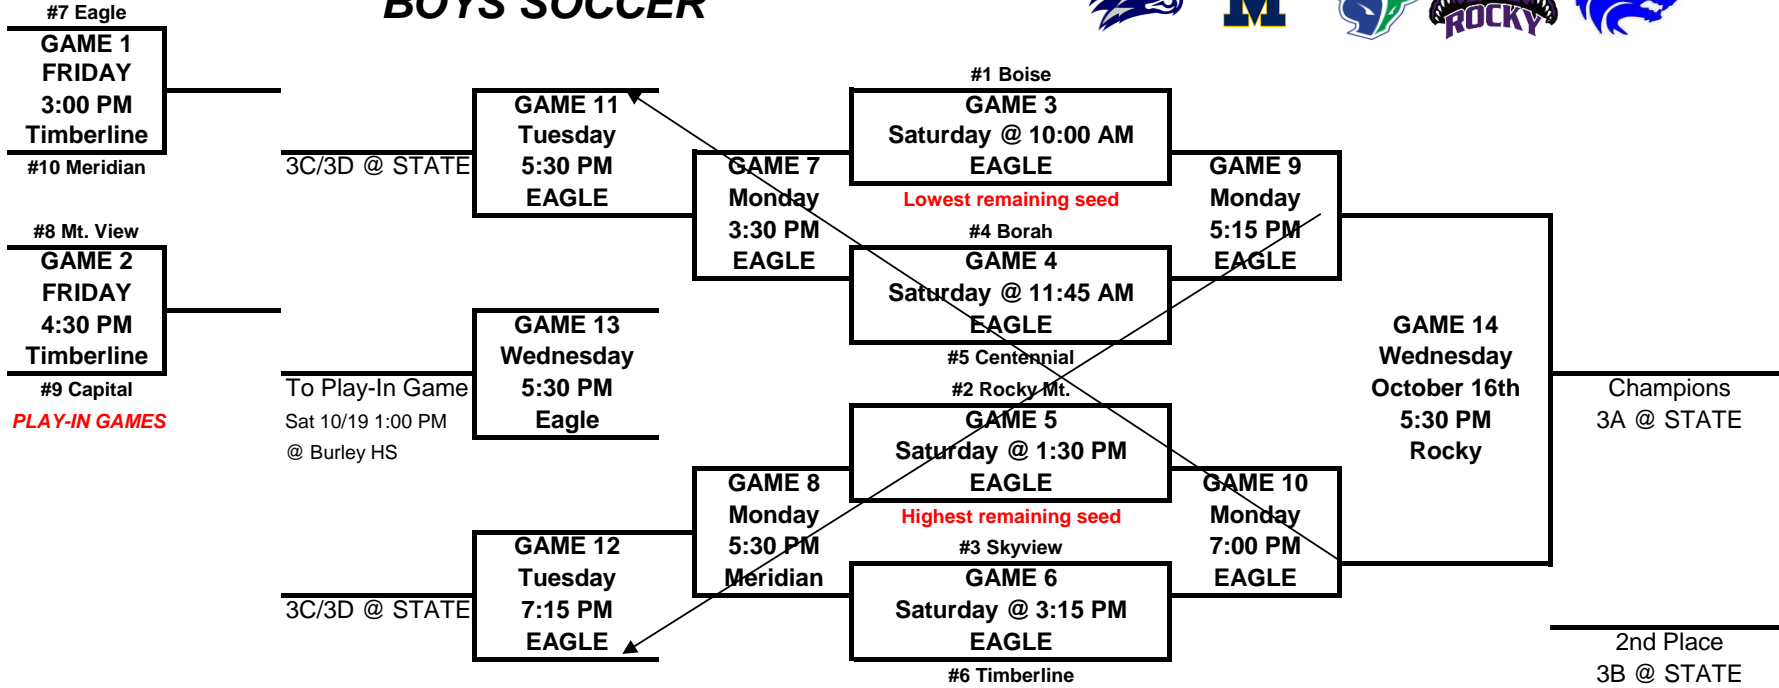 BOYS SOCCER
ROCKY
#7 Eagle
GAME 1
FRIDAY
3:00 PM
Timberline
#10 Meridian
#8 Mt. View
GAME 2
FRIDAY
4:30 PM
Timberline
#9 Capital
PLAY-IN GAMES
3C/3D @ STATE
To Play-In Game
Sat 10/19 1:00 PM
@ Burley HS
3C/3D @ STATE
GAME 11
Tuesday
5:30 PM
EAGLE
GAME 13
Wednesday
5:30 PM
Eagle
GAME 12
Tuesday
7:15 PM
EAGLE
GAME 7
Monday
3:30 PM
EAGLE
GAME 8
Monday
5:30 PM
Meridian
#1 Boise
GAME 3
Saturday @ 10:00 AM
EAGLE
Lowest remaining seed
#4 Borah
GAME 4
Saturday @ 11:45 AM
EAGLE
#5 Centennial
#2 Rocky Mt.
GAME 5
Saturday @ 1:30 PM
EAGLE
Highest remaining seed
#3 Skyview
GAME 6
Saturday @ 3:15 PM
EAGLE
#6 Timberline
GAME 9
Monday
5:15 PM
EAGLE
GAME 10
Monday
7:00 PM
EAGLE
GAME 14
Wednesday
October 16th
5:30 PM
Rocky
Champions
3A @ STATE
2nd Place
3B @ STATE
M